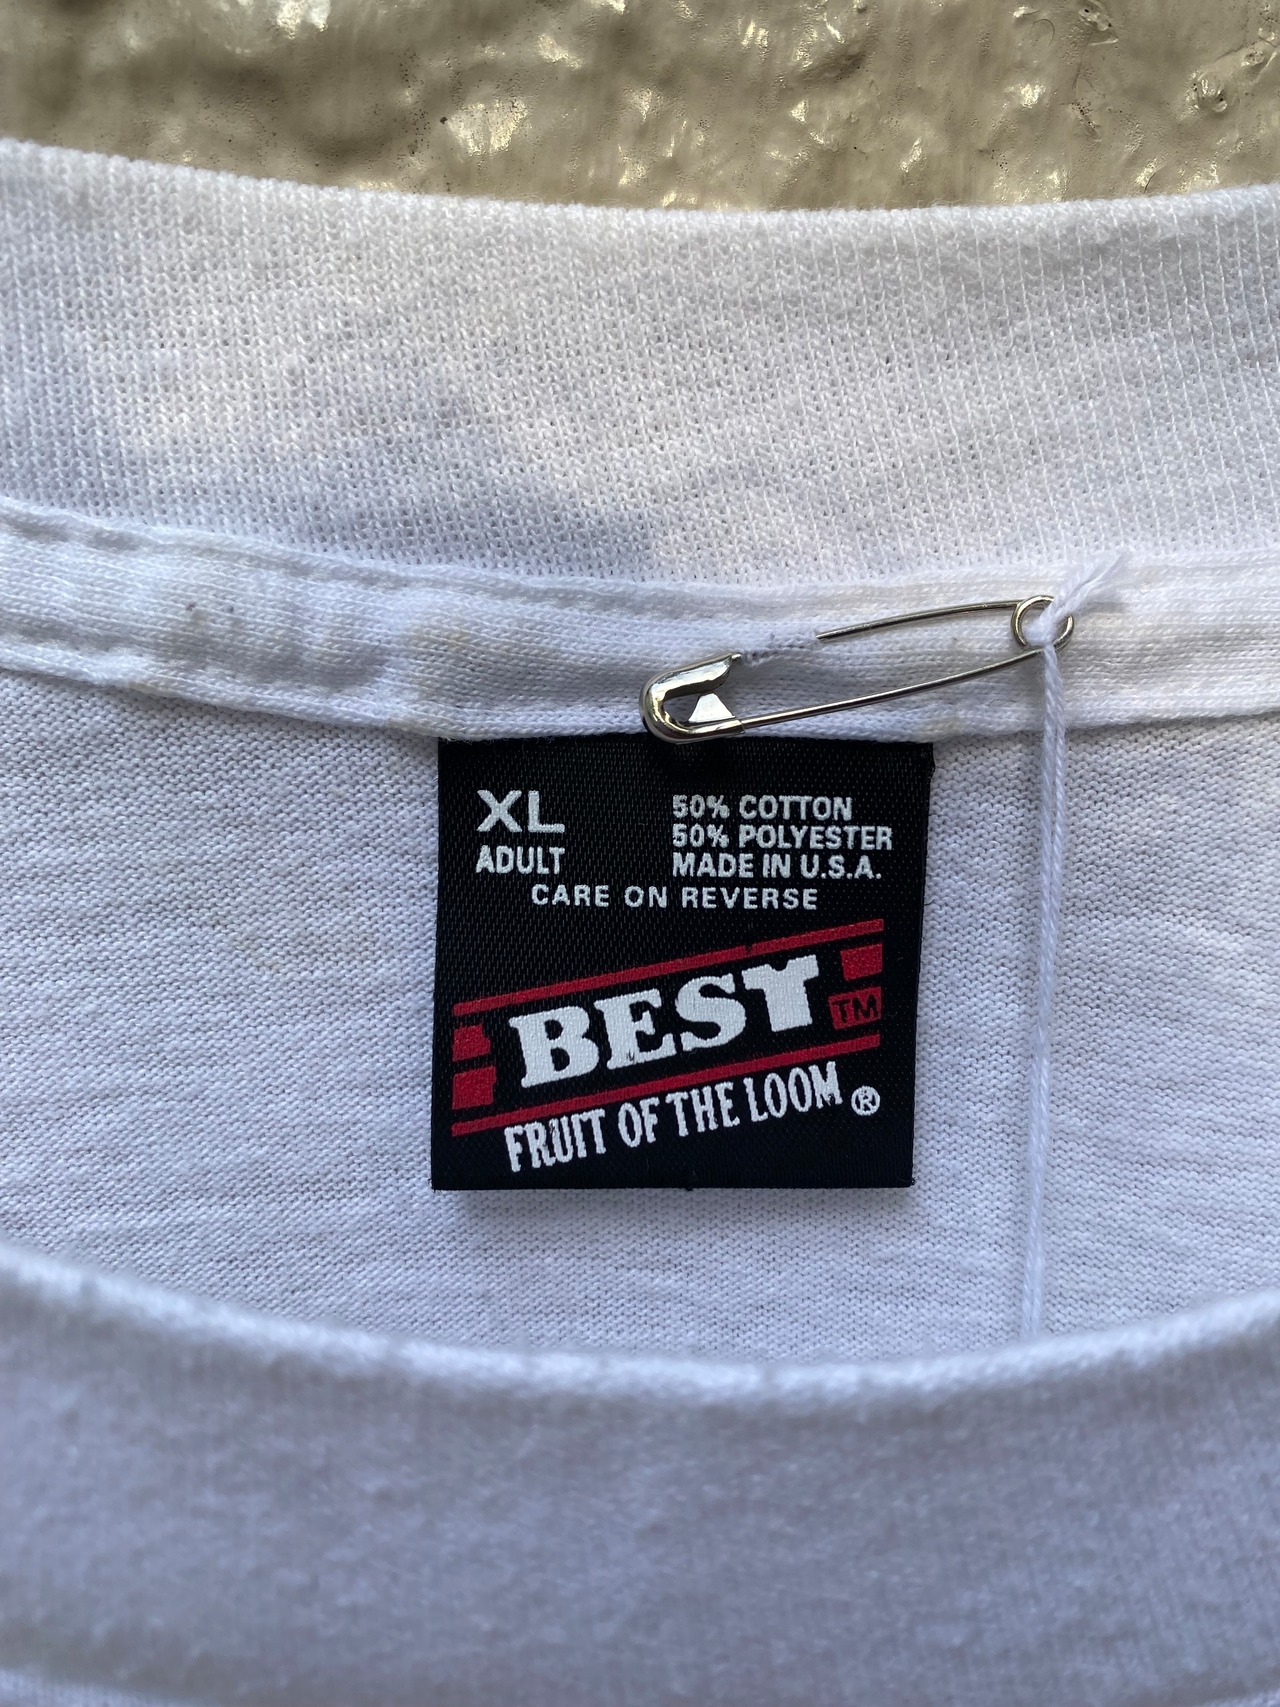 XL
ADULT
50% COTTON
50% POLYESTER
MADE IN U.S.A.
CARE ON REVERSE
BEST TM
FRUIT OF THE LOOM ®